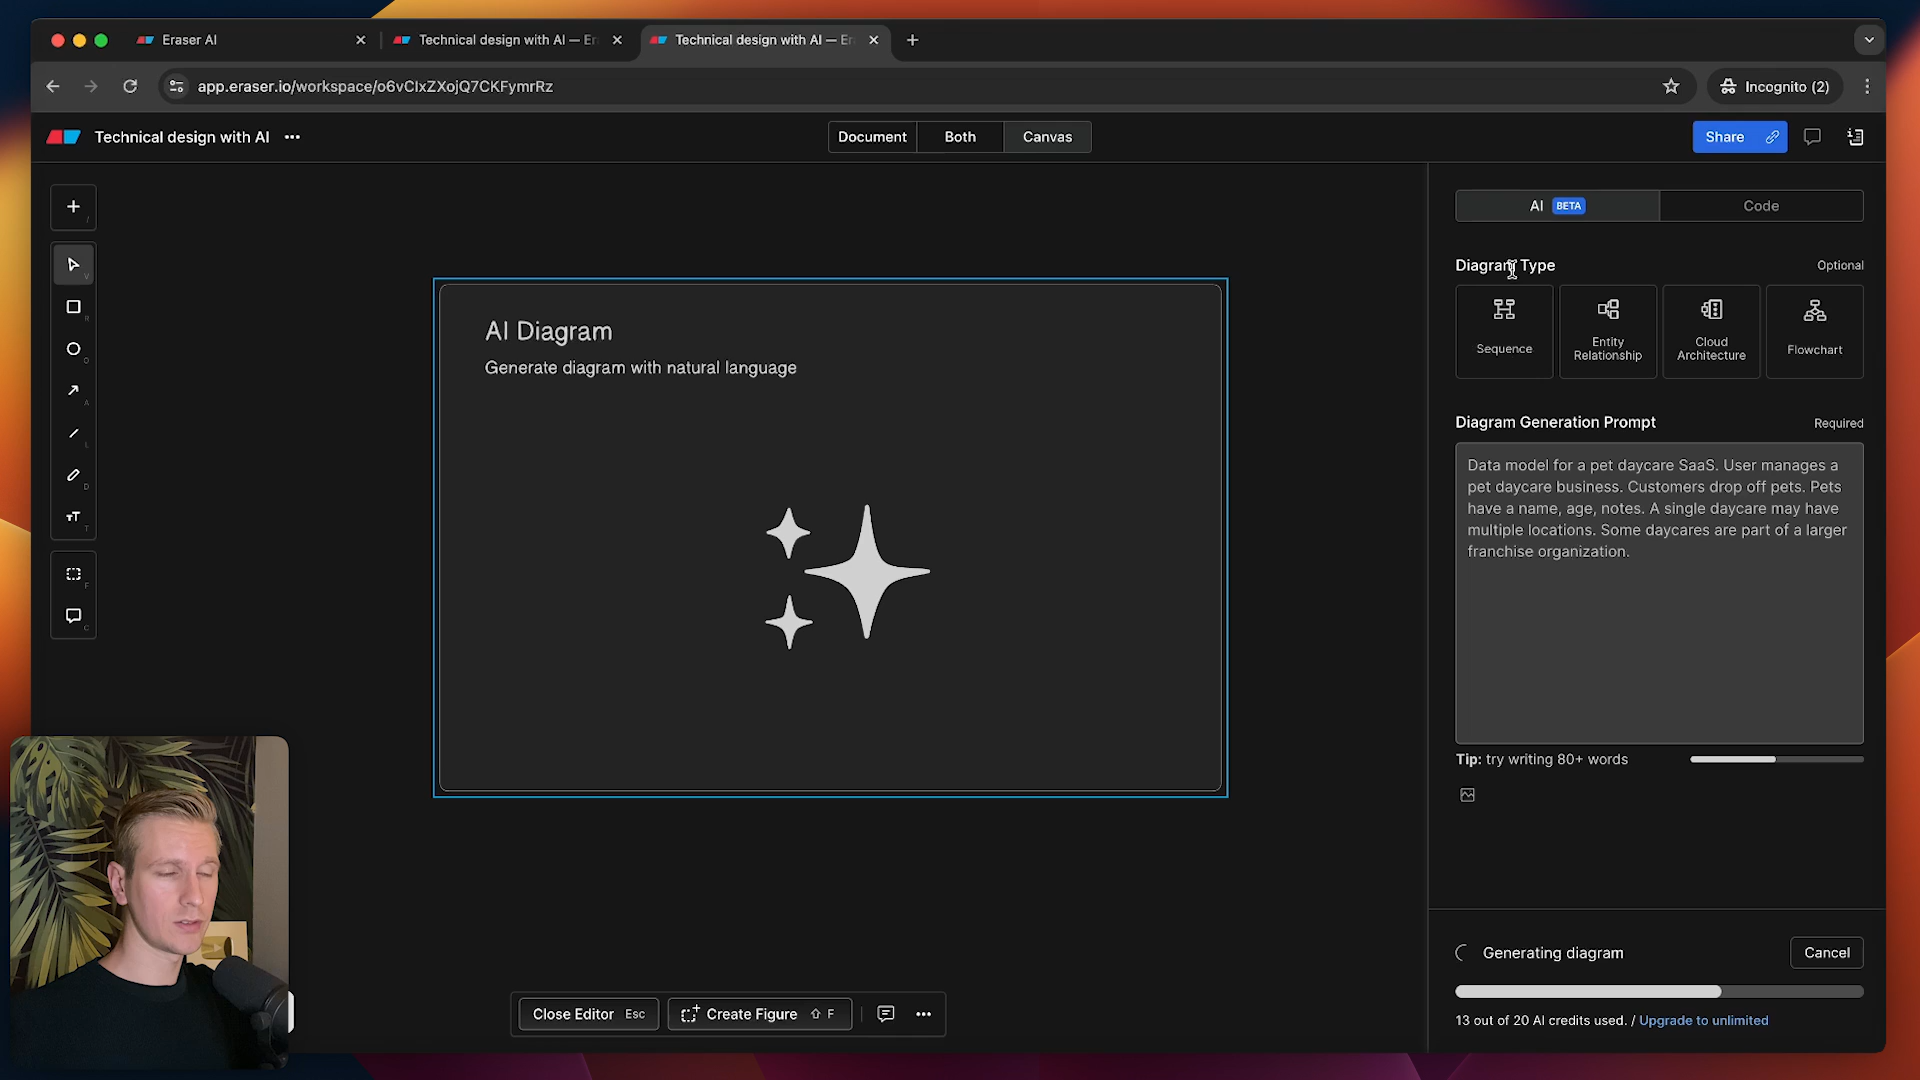 Eraser AI
Technical design with AI — Er
Technical design with AI — Er
app.eraser.io/workspace/o6vCIxZXojQ7CKFymrRz
Incognito (2)
Technical design with AI
Document
Both
Canvas
Share
AI BETA
Code
Diagram Type
Optional
Sequence
Entity
Relationship
Cloud
Architecture
Flowchart
AI Diagram
Generate diagram with natural language
Diagram Generation Prompt
Required
Data model for a pet daycare SaaS. User manages a
pet daycare business. Customers drop off pets. Pets
have a name, age, notes. A single daycare may have
multiple locations. Some daycares are part of a larger
franchise organization.
Tip: try writing 80+ words
/
V
R
O
A
L
D
T
F
C
Generating diagram
Cancel
13 out of 20 AI credits used. / Upgrade to unlimited
Close Editor Esc
Create Figure ⇧ F